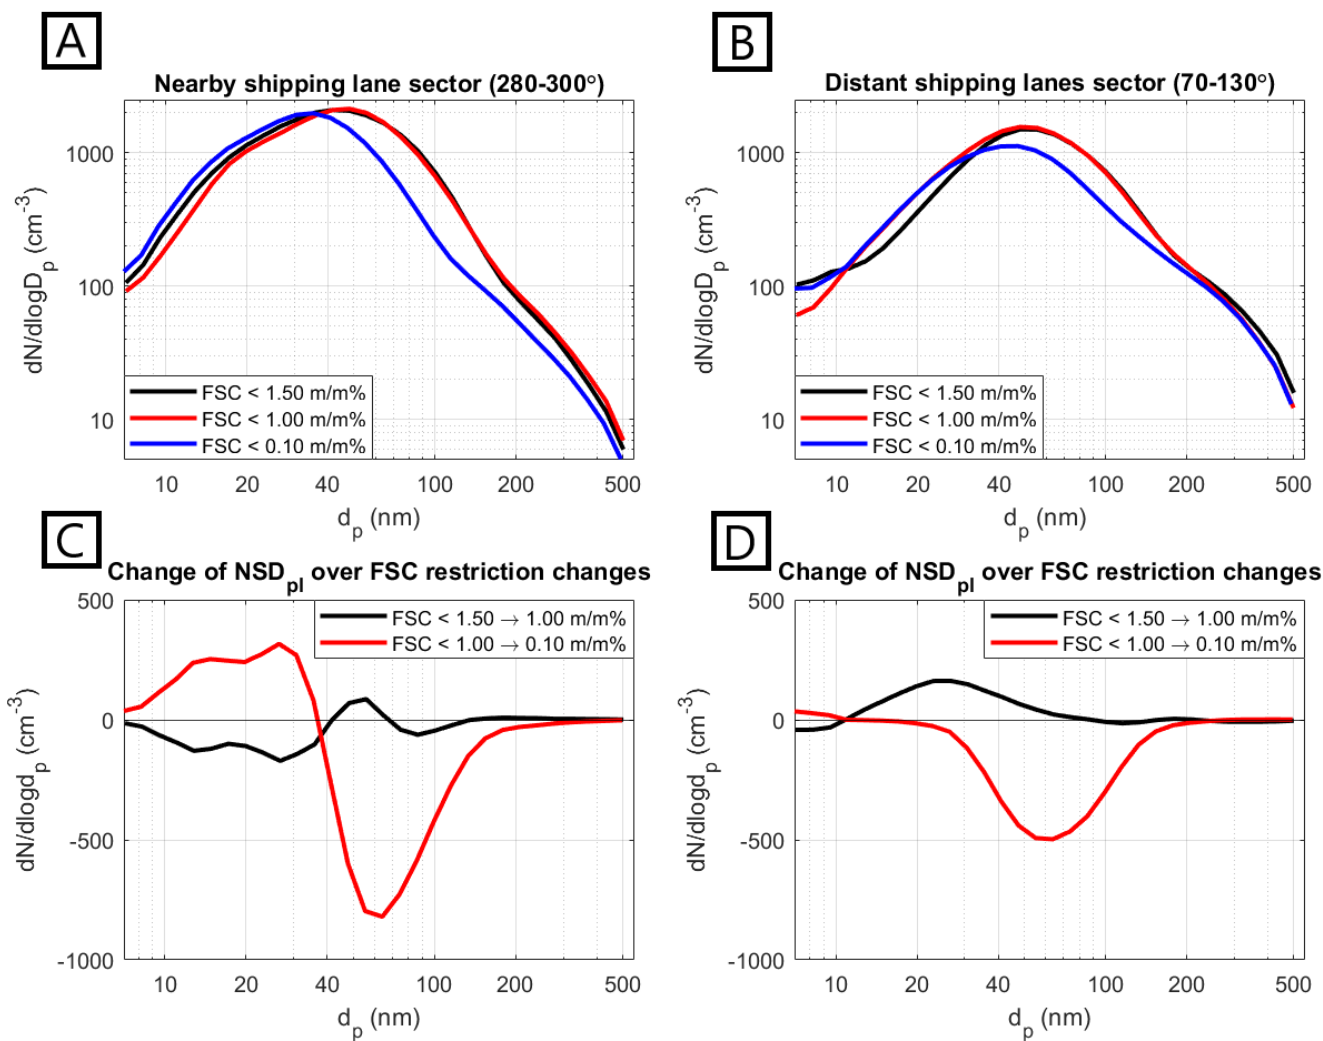 A
Nearby shipping lane sector (280-300°)
dN/dlogD_p (cm^-3)
1000
100
10
FSC < 1.50 m/m%
FSC < 1.00 m/m%
FSC < 0.10 m/m%
10 20 40 100 200 500
d_p (nm)
B
Distant shipping lanes sector (70-130°)
dN/dlogD_p (cm^-3)
1000
100
10
FSC < 1.50 m/m%
FSC < 1.00 m/m%
FSC < 0.10 m/m%
10 20 40 100 200 500
d_p (nm)
C
Change of NSD_pl over FSC restriction changes
dN/dlogd_p (cm^-3)
500
0
-500
-1000
FSC < 1.50 → 1.00 m/m%
FSC < 1.00 → 0.10 m/m%
10 20 40 100 200 500
d_p (nm)
D
Change of NSD_pl over FSC restriction changes
dN/dlogd_p (cm^-3)
500
0
-500
-1000
FSC < 1.50 → 1.00 m/m%
FSC < 1.00 → 0.10 m/m%
10 20 40 100 200 500
d_p (nm)